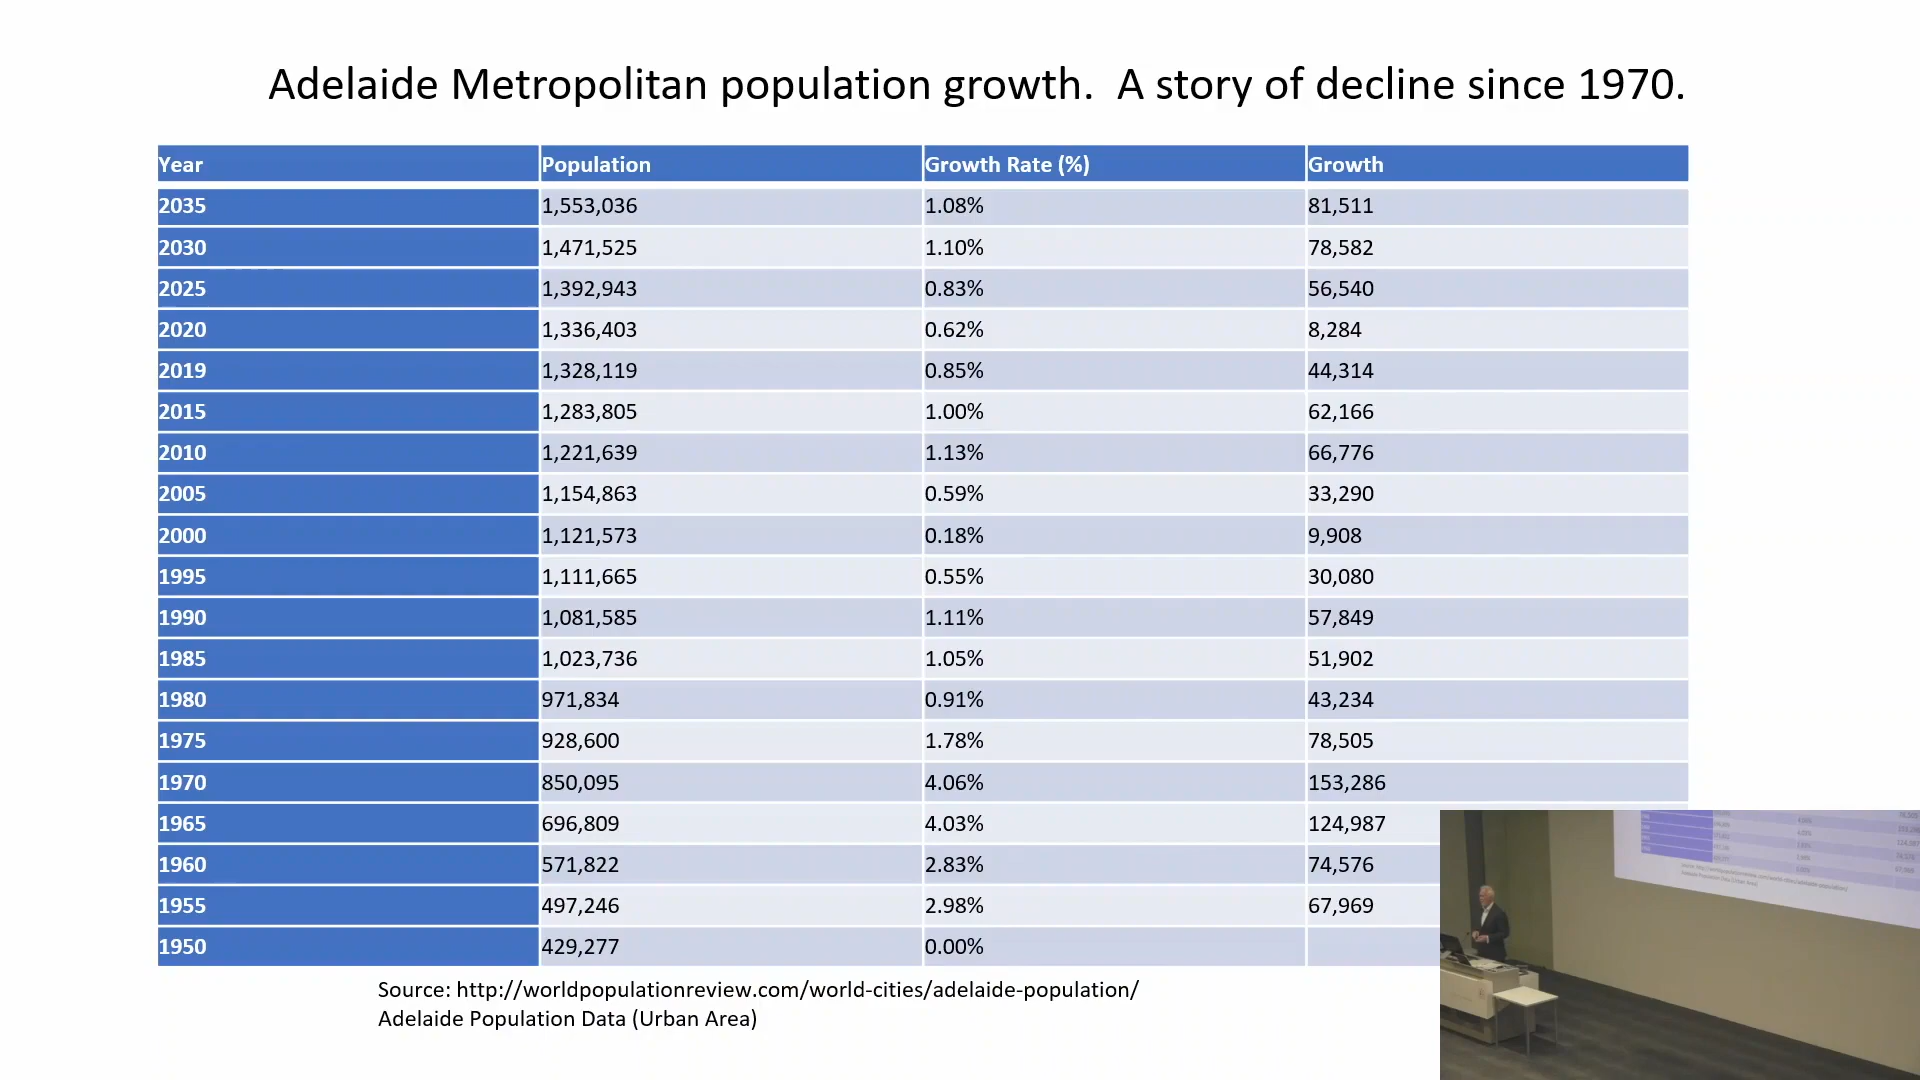 Adelaide Metropolitan population growth.  A story of decline since 1970.
Year Population Growth Rate (%) Growth
2035 1,553,036 1.08% 81,511
2030 1,471,525 1.10% 78,582
2025 1,392,943 0.83% 56,540
2020 1,336,403 0.62% 8,284
2019 1,328,119 0.85% 44,314
2015 1,283,805 1.00% 62,166
2010 1,221,639 1.13% 66,776
2005 1,154,863 0.59% 33,290
2000 1,121,573 0.18% 9,908
1995 1,111,665 0.55% 30,080
1990 1,081,585 1.11% 57,849
1985 1,023,736 1.05% 51,902
1980 971,834 0.91% 43,234
1975 928,600 1.78% 78,505
1970 850,095 4.06% 153,286
1965 696,809 4.03% 124,987
1960 571,822 2.83% 74,576
1955 497,246 2.98% 67,969
1950 429,277 0.00%
Source: http://worldpopulationreview.com/world-cities/adelaide-population/
Adelaide Population Data (Urban Area)